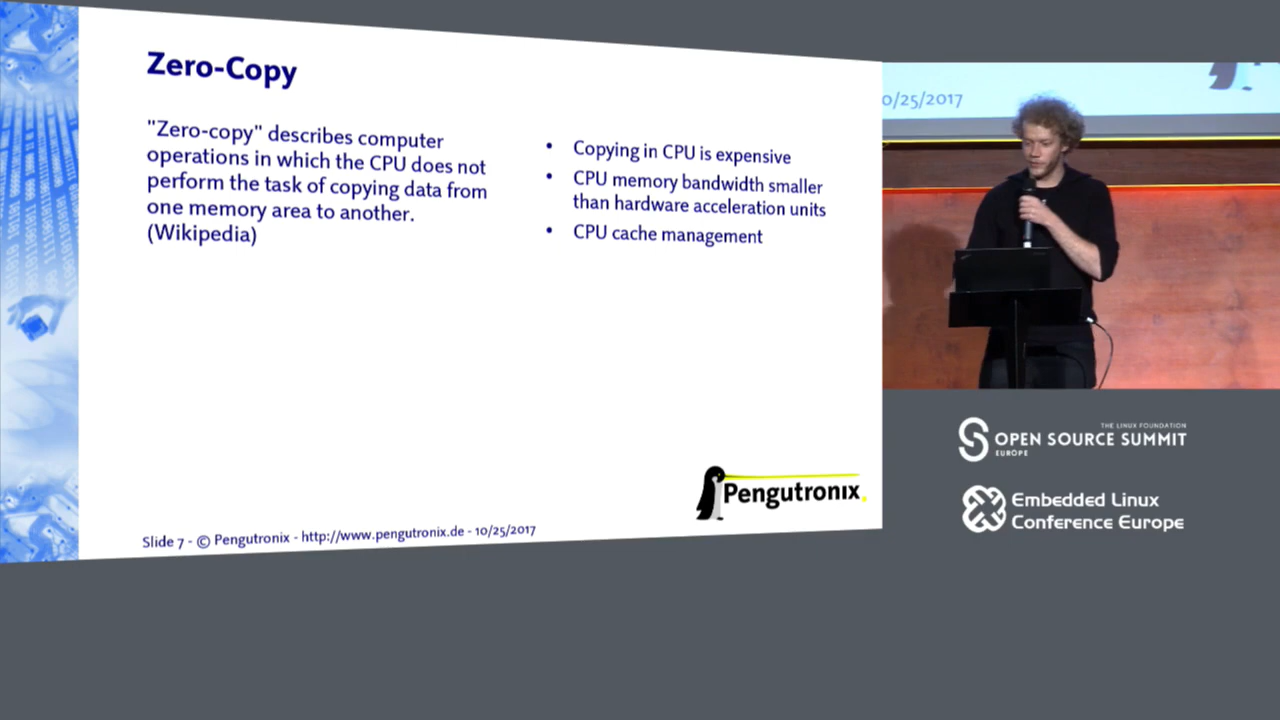 Zero-Copy
"Zero-copy" describes computer
operations in which the CPU does not
perform the task of copying data from
one memory area to another.
(Wikipedia)
• Copying in CPU is expensive
• CPU memory bandwidth smaller
than hardware acceleration units
• CPU cache management
Pengutronix
Slide 7 - © Pengutronix - http://www.pengutronix.de - 10/25/2017
0/25/2017
THE LINUX FOUNDATION
OPEN SOURCE SUMMIT
EUROPE
Embedded Linux
Conference Europe